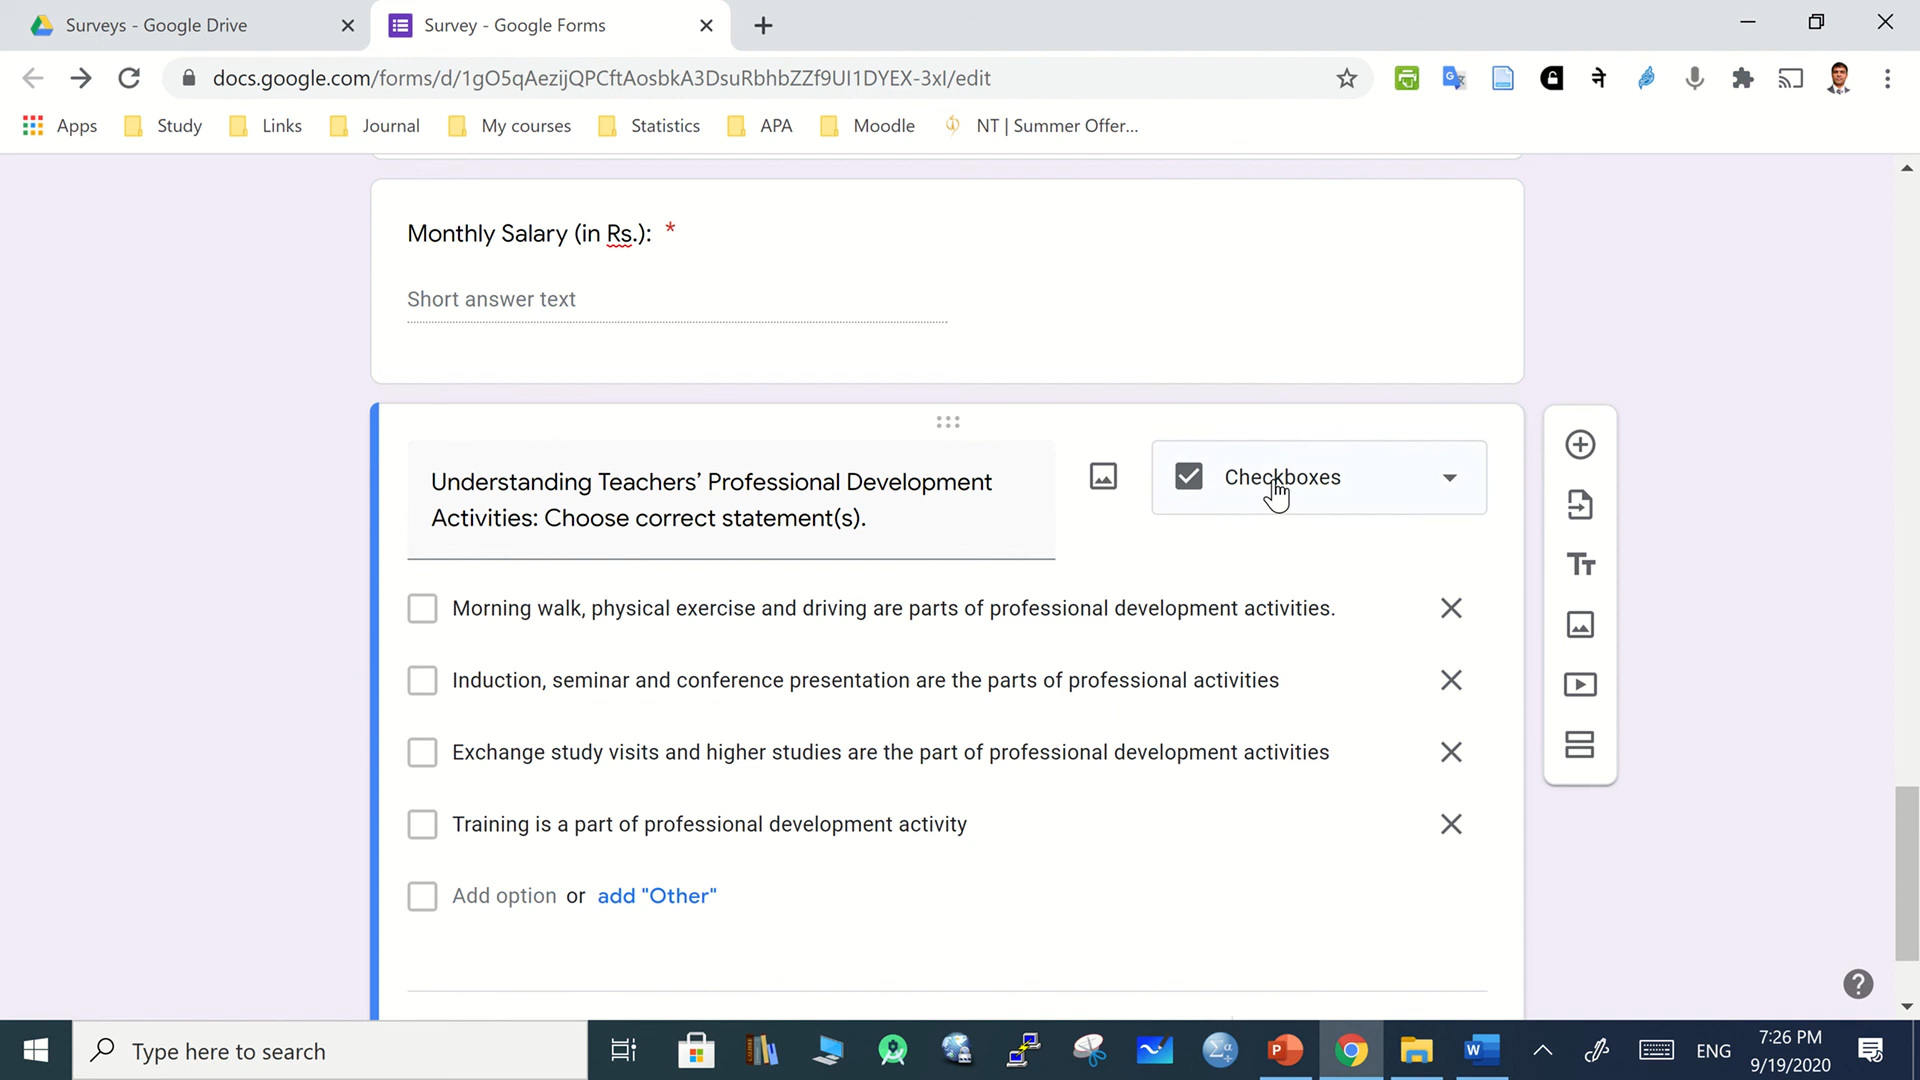 Surveys - Google Drive
Survey - Google Forms
docs.google.com/forms/d/1gO5qAezijQPCftAosbkA3DsuRbhbZZf9UI1DYEX-3xI/edit
ने
Apps
Study
Links
Journal
My courses
Statistics
APA
Moodle
NT | Summer Offer...
Monthly Salary (in Rs.): *
Short answer text
Understanding Teachers’ Professional Development
Activities: Choose correct statement(s).
Checkboxes
Morning walk, physical exercise and driving are parts of professional development activities.
Induction, seminar and conference presentation are the parts of professional activities
Exchange study visits and higher studies are the part of professional development activities
Training is a part of professional development activity
Add option or add "Other"
Type here to search
ENG
7:26 PM
9/19/2020